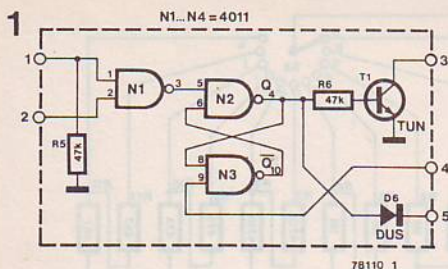 1
N1...N4 = 4011
1
1
N1
3
5
N2
Q
4
R6
47k
T1
3
2
2
6
TUN
R5
47k
8
N3
Q̅
10
9
4
D6
DUS
5
78110 1